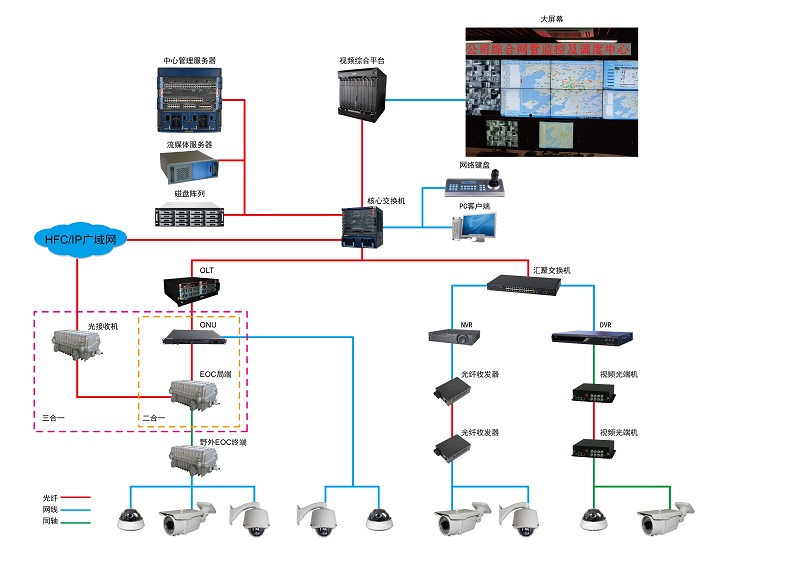 大屏幕
公司综合网管监控及调度中心
中心管理服务器
视频综合平台
流媒体服务器
网络键盘
磁盘阵列
核心交换机
PC客户端
HFC/IP广域网
OLT
汇聚交换机
光接收机
ONU
NVR
DVR
EOC局端
光纤收发器
视频光端机
三合一
二合一
野外EOC终端
光纤收发器
视频光端机
光纤
网线
同轴